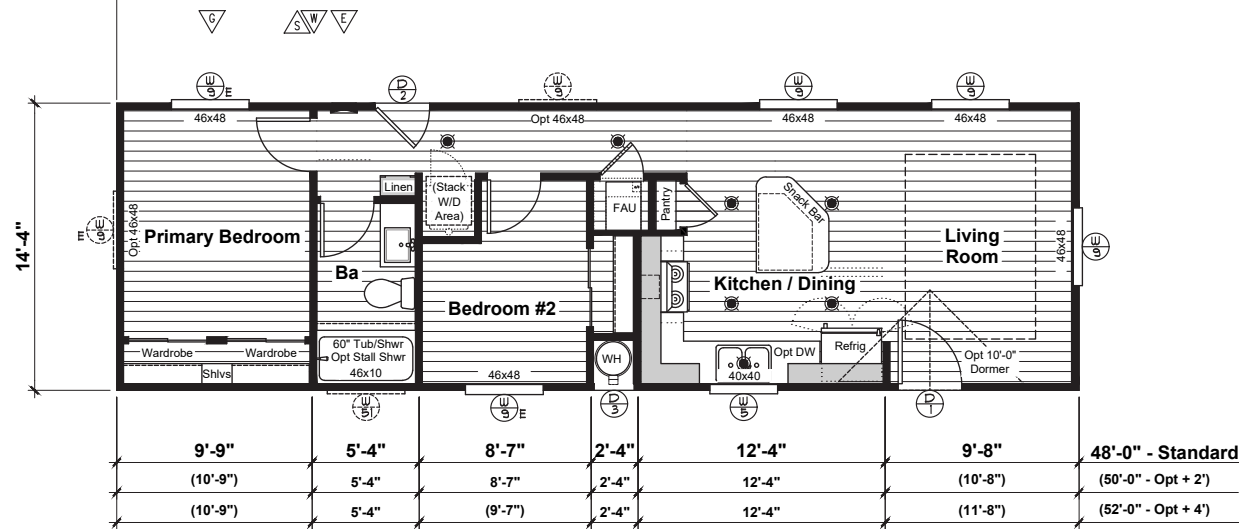 G
S
W
E
W
9
E
D
2
W
9
W
9
W
9
46x48
Opt 46x48
46x48
46x48
14'-4"
W
9
E
Opt 46x48
Linen
(Stack
W/D
Area)
FAU
Pantry
Snack Bar
Primary Bedroom
Living
Room
46x48
W
9
E
Ba
Kitchen / Dining
Bedroom #2
Wardrobe
Wardrobe
Shlvs
60" Tub/Shwr
Opt Stall Shwr
46x10
46x48
WH
40x40
Opt DW
Refrig
Opt 10'-0"
Dormer
W
51
W
9
E
D
3
W
5
D
1
9'-9" 5'-4" 8'-7" 2'-4" 12'-4" 9'-8" 48'-0" - Standard
(10'-9") 5'-4" 8'-7" 2'-4" 12'-4" (10'-8") (50'-0" - Opt + 2')
(10'-9") 5'-4" (9'-7") 2'-4" 12'-4" (11'-8") (52'-0" - Opt + 4')